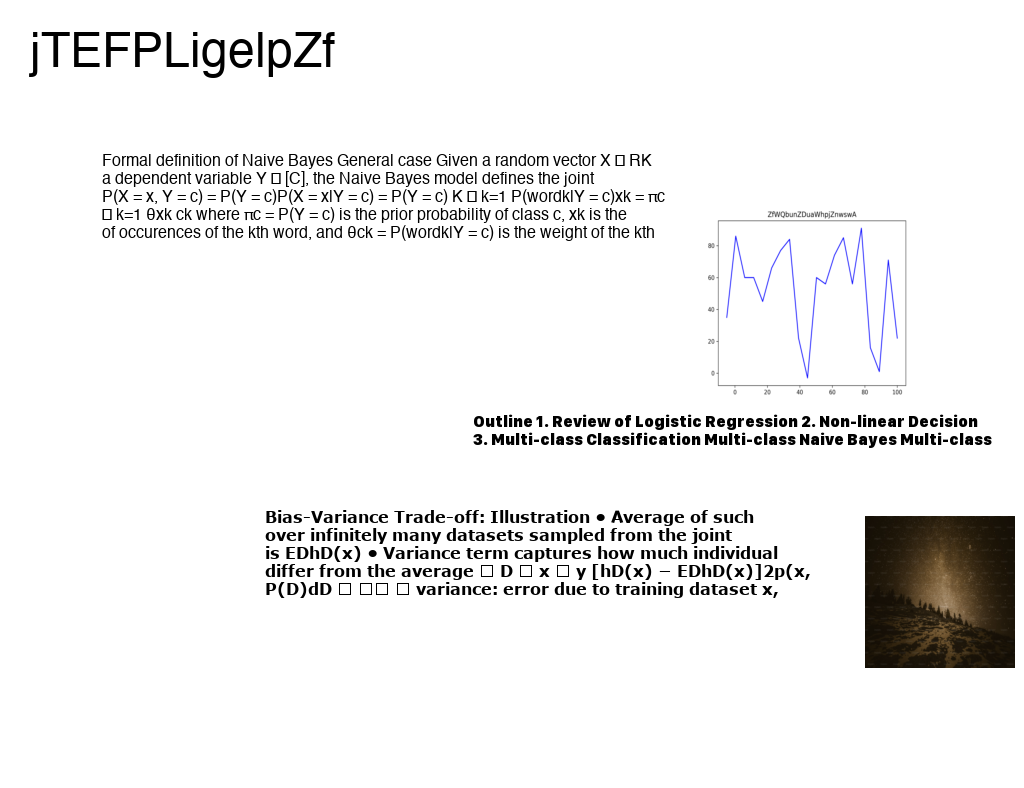 jTEFPLigelpZf
Formal definition of Naive Bayes General case Given a random vector X □ RK
a dependent variable Y □ [C], the Naive Bayes model defines the joint
P(X = x, Y = c) = P(Y = c)P(X = x|Y = c) = P(Y = c) K □ k=1 P(wordk|Y = c)xk = πc
□ k=1 θxk ck where πc = P(Y = c) is the prior probability of class c, xk is the
of occurences of the kth word, and θck = P(wordk|Y = c) is the weight of the kth
ZfWQbunZDuaWhpjZnwswA
80
60
40
20
0
0 20 40 60 80 100
Outline 1. Review of Logistic Regression 2. Non-linear Decision
3. Multi-class Classification Multi-class Naive Bayes Multi-class
Bias-Variance Trade-off: Illustration • Average of such
over infinitely many datasets sampled from the joint
is EDhD(x) • Variance term captures how much individual
differ from the average □ D □ x □ y [hD(x) − EDhD(x)]2p(x,
P(D)dD □ □□ □ variance: error due to training dataset x,